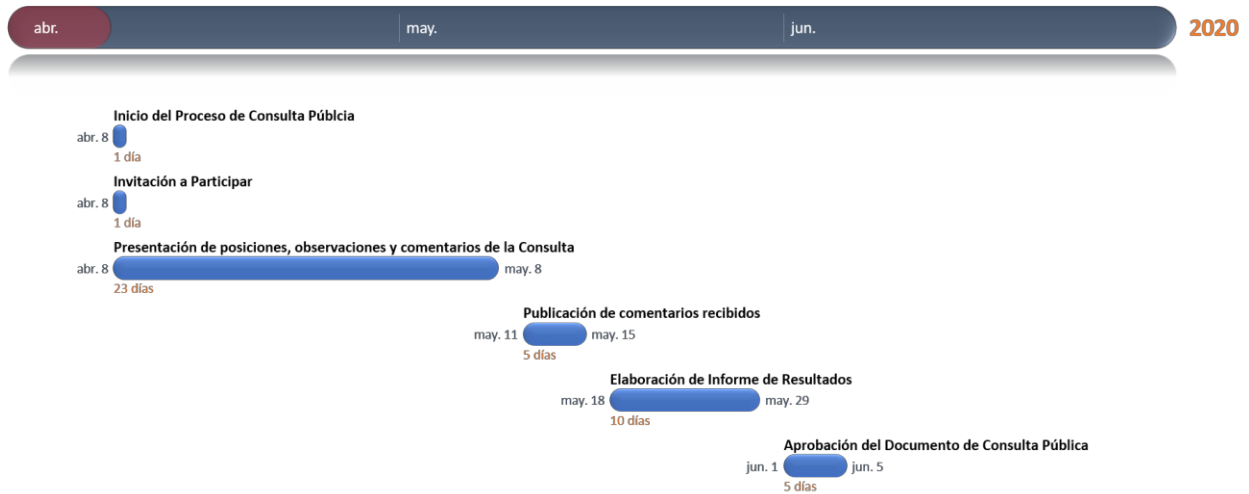 abr. may. jun. 2020
Inicio del Proceso de Consulta Públcia
abr. 8
1 día
Invitación a Participar
abr. 8
1 día
Presentación de posiciones, observaciones y comentarios de la Consulta
abr. 8 may. 8
23 días
Publicación de comentarios recibidos
may. 11 may. 15
5 días
Elaboración de Informe de Resultados
may. 18 may. 29
10 días
Aprobación del Documento de Consulta Pública
jun. 1 jun. 5
5 días